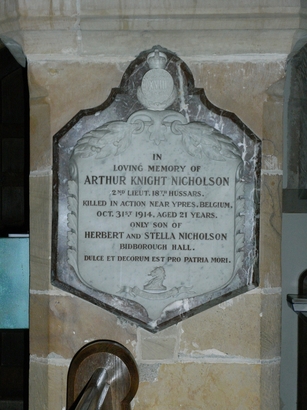 IN
LOVING MEMORY OF
ARTHUR KNIGHT NICHOLSON
2ND LIEUT. 18TH HUSSARS.
KILLED IN ACTION NEAR YPRES, BELGIUM,
OCT. 31ST 1914. AGED 21 YEARS.
ONLY SON OF
HERBERT AND STELLA NICHOLSON
BIDBOROUGH HALL.
DULCE ET DECORUM EST PRO PATRIA MORI.